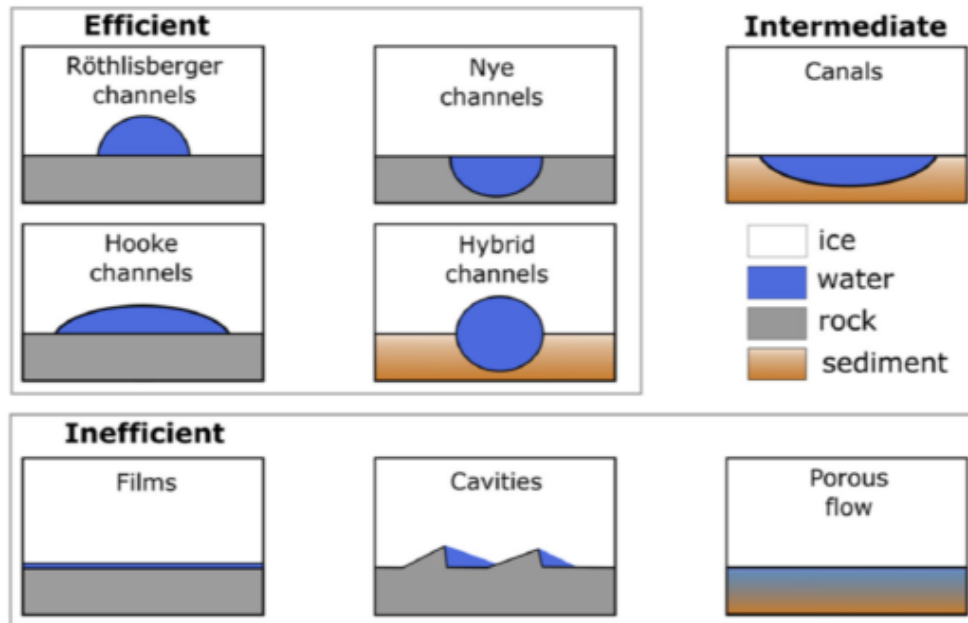 Efficient
Röthlisberger
channels
Nye
channels
Hooke
channels
Hybrid
channels
Intermediate
Canals
ice
water
rock
sediment
Inefficient
Films
Cavities
Porous
flow